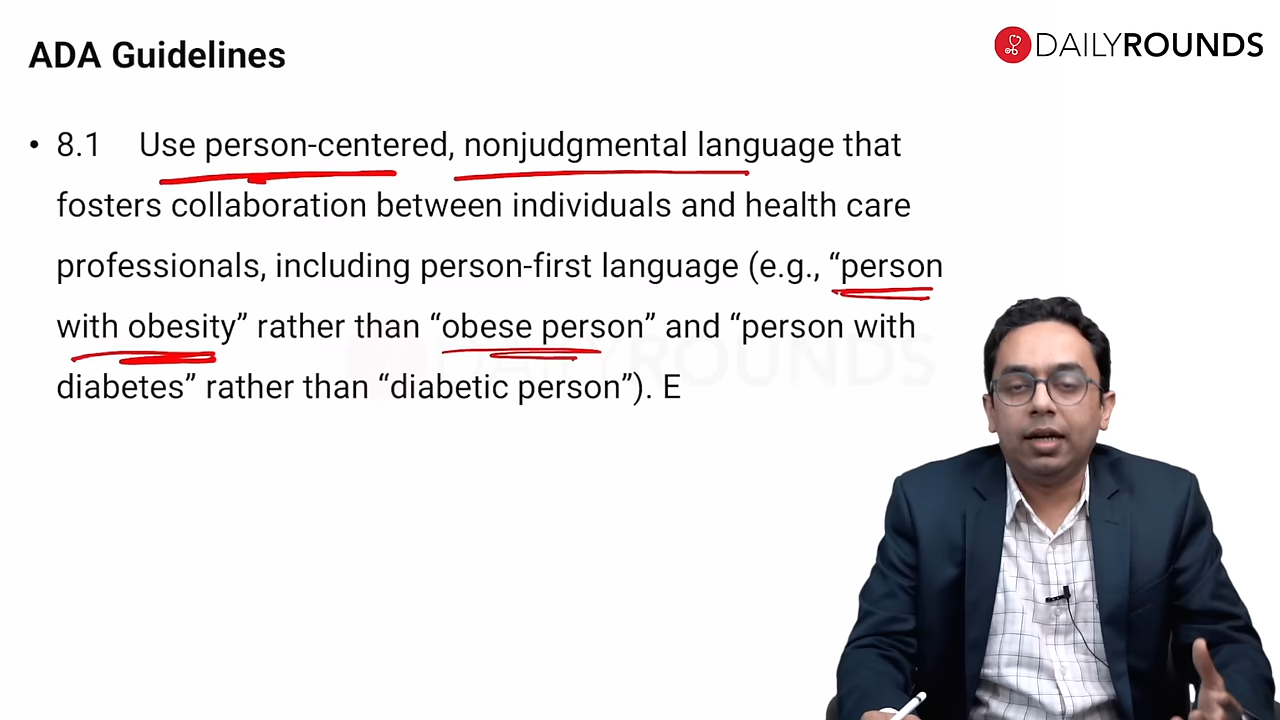 ADA Guidelines
DAILYROUNDS
• 8.1 Use person-centered, nonjudgmental language that
fosters collaboration between individuals and health care
professionals, including person-first language (e.g., “person
with obesity” rather than “obese person” and “person with
diabetes” rather than “diabetic person”). E
DAILYROUNDS